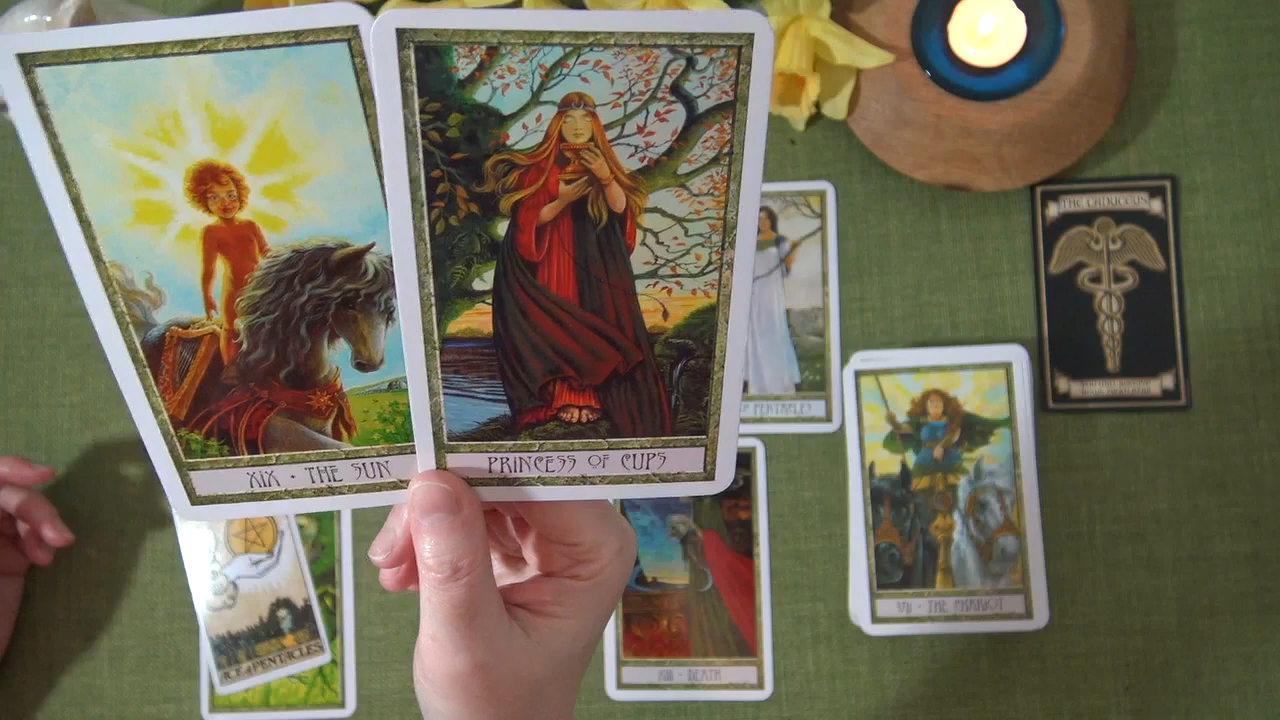 XIX • THE SUN
PRINCESS OF CUPS
THE CADUCEUS
PENTACLES
VII • THE CHARIOT
ACE of PENTACLES
XIII • DEATH